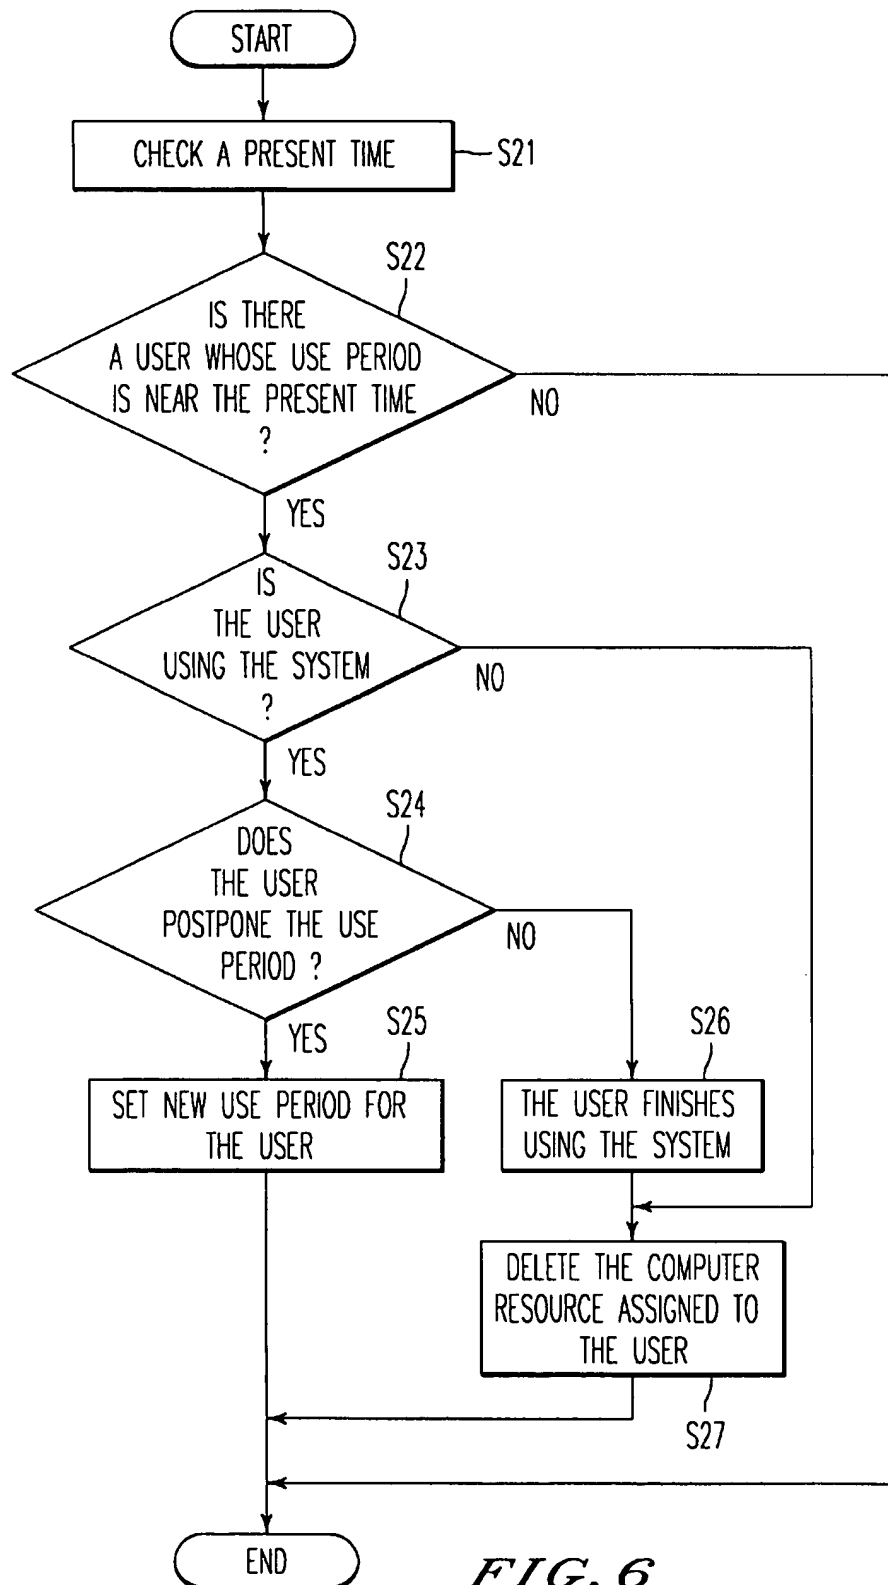 START
CHECK A PRESENT TIME
S21
S22
IS THERE
A USER WHOSE USE PERIOD
IS NEAR THE PRESENT TIME
?
NO
YES
S23
IS
THE USER
USING THE SYSTEM
?
NO
YES
S24
DOES
THE USER
POSTPONE THE USE
PERIOD ?
NO
YES
S25
SET NEW USE PERIOD FOR
THE USER
S26
THE USER FINISHES
USING THE SYSTEM
DELETE THE COMPUTER
RESOURCE ASSIGNED TO
THE USER
S27
END
FIG. 6